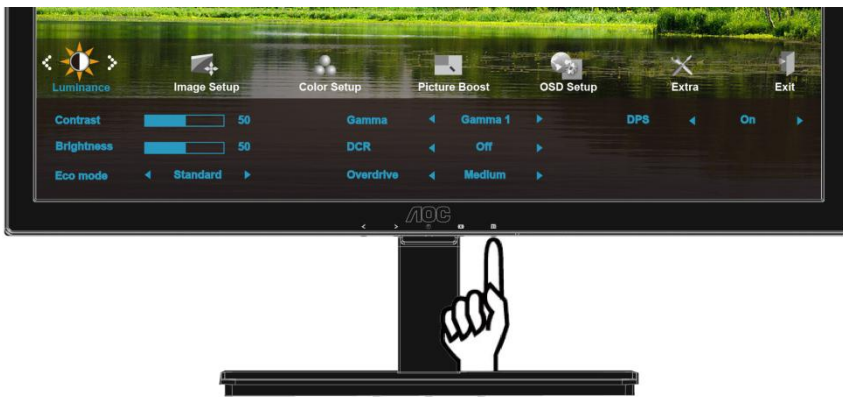 Luminance Image Setup Color Setup Picture Boost OSD Setup Extra Exit
Contrast 50 Gamma Gamma 1 DPS On
Brightness 50 DCR Off
Eco mode Standard Overdrive Medium
AOC